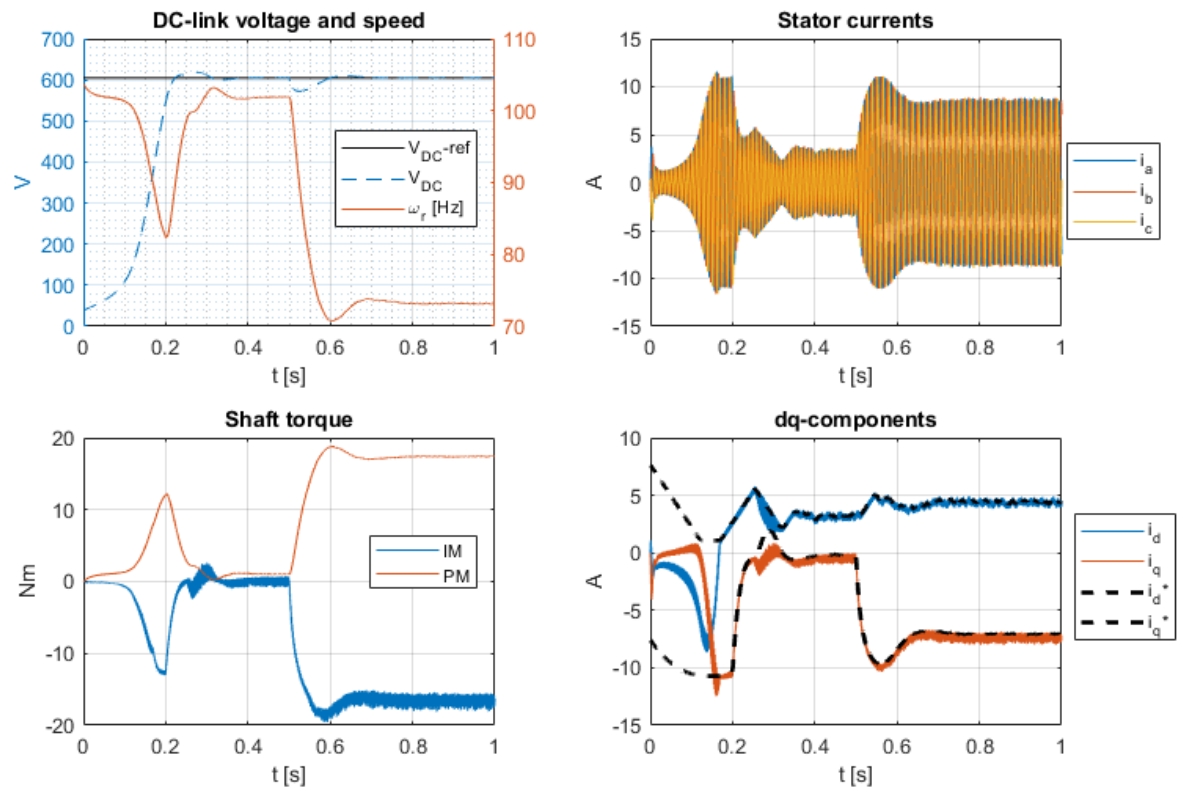 DC-link voltage and speed
700
600
500
400
300
200
100
0
V
110
100
90
80
70
0 0.2 0.4 0.6 0.8 1
t [s]
V_DC-ref
V_DC
ω_r [Hz]
Stator currents
15
10
5
0
-5
-10
-15
A
0 0.2 0.4 0.6 0.8 1
t [s]
i_a
i_b
i_c
Shaft torque
20
10
0
-10
-20
Nm
0 0.2 0.4 0.6 0.8 1
t [s]
IM
PM
dq-components
10
5
0
-5
-10
-15
A
0 0.2 0.4 0.6 0.8 1
t [s]
i_d
i_q
i_d*
i_q*